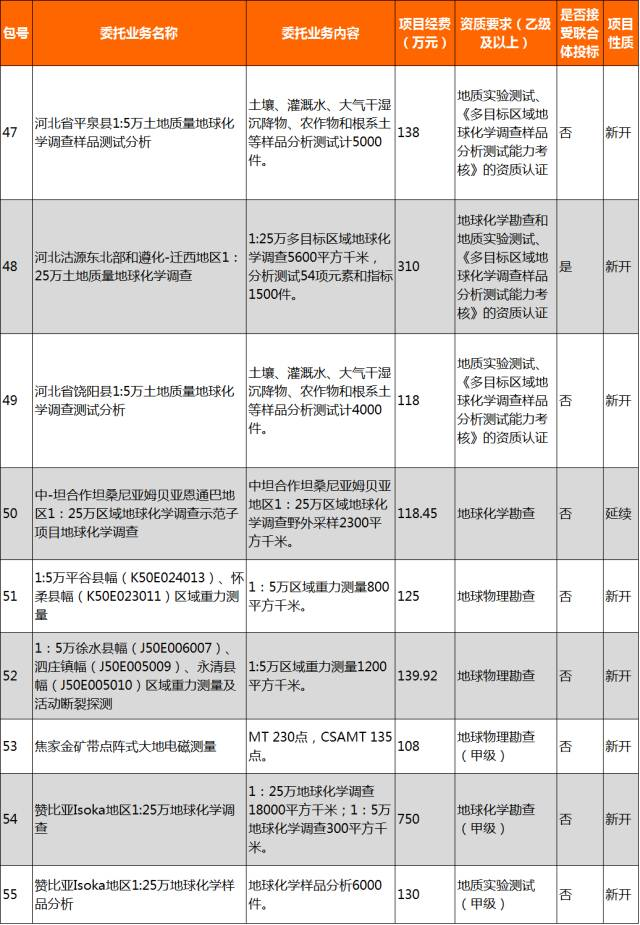 包号 委托业务名称 委托业务内容 项目经费（万元） 资质要求（乙级及以上） 是否接受联合体投标 项目性质
47
河北省平泉县1:5万土地质量地球化
学调查样品测试分析
土壤、灌溉水、大气干湿
沉降物、农作物和根系土
等样品分析测试计5000
件。
138
地质实验测试、
《多目标区域地
球化学调查样品
分析测试能力考
核》的资质认证
否
新开
48
河北沽源东北部和遵化-迁西地区1：
25万土地质量地球化学调查
1:25万多目标区域地球化
学调查5600平方千米，
分析测试54项元素和指标
1500件。
310
地球化学勘查和
地质实验测试、
《多目标区域地
球化学调查样品
分析测试能力考
核》的资质认证
是
新开
49
河北省饶阳县1:5万土地质量地球化
学调查测试分析
土壤、灌溉水、大气干湿
沉降物、农作物和根系土
等样品分析测试计4000
件。
118
地质实验测试、
《多目标区域地
球化学调查样品
分析测试能力考
核》的资质认证
否
新开
50
中-坦合作坦桑尼亚姆贝亚恩通巴地
区1：25万区域地球化学调查示范子
项目地球化学调查
中坦合作坦桑尼亚姆贝亚
地区1：25万区域地球化
学调查野外采样2300平
方千米。
118.45
地球化学勘查
否
延续
51
1:5万平谷县幅（K50E024013）、怀
柔县幅（K50E023011）区域重力测
量
1：5万区域重力测量800
平方千米。
125
地球物理勘查
否
新开
52
1：5万徐水县幅（J50E006007）、
泗庄镇幅（J50E005009）、永清县
幅（J50E005010）区域重力测量及
活动断裂探测
1:5万区域重力测量1200
平方千米。
139.92
地球物理勘查
否
新开
53
焦家金矿带点阵式大地电磁测量
MT 230点，CSAMT 135
点。
108
地球物理勘查
（甲级）
否
新开
54
赞比亚Isoka地区1:25万地球化学调
查
1：25万地球化学调查
18000平方千米；1：5万
地球化学调查300平方千
米。
750
地球化学勘查
（甲级）
否
新开
55
赞比亚Isoka地区1:25万地球化学样
品分析
地球化学样品分析6000
件。
130
地质实验测试
（甲级）
否
新开